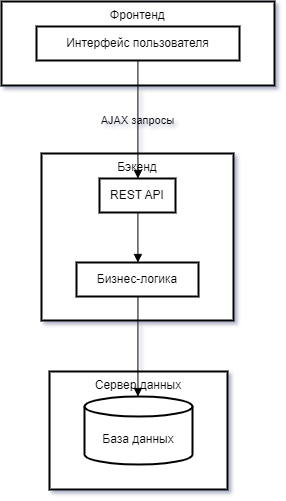 Фронтенд
Интерфейс пользователя
AJAX запросы
Бэкенд
REST API
Бизнес-логика
Сервер данных
База данных